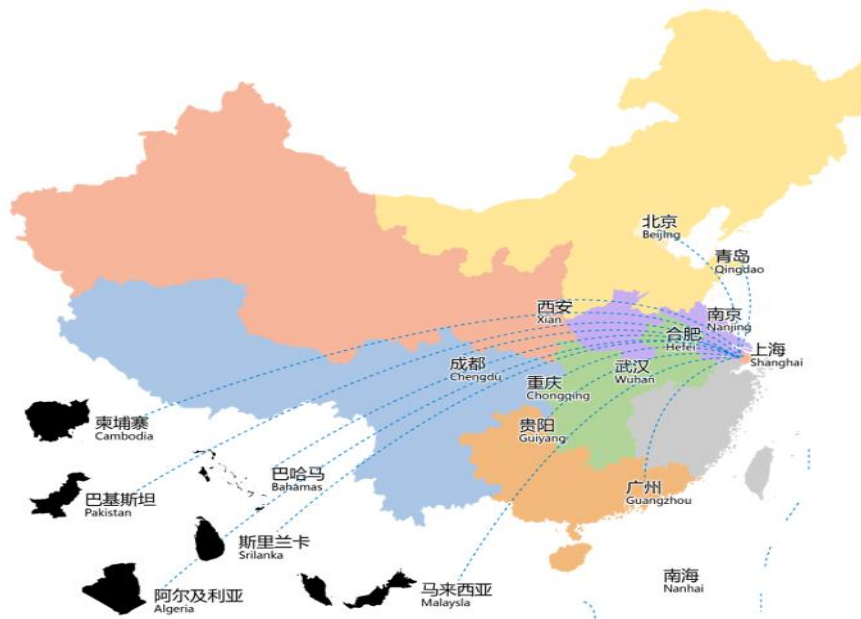 北京
Beijing
青岛
Qingdao
西安
Xian
南京
Nanjing
合肥
Hefei
上海
Shanghai
成都
Chengdu
武汉
Wuhan
重庆
Chongqing
柬埔寨
Cambodia
贵阳
Guiyang
巴哈马
Bahamas
巴基斯坦
Pakistan
广州
Guangzhou
斯里兰卡
Srilanka
阿尔及利亚
Algeria
马来西亚
Malaysla
南海
Nanhai